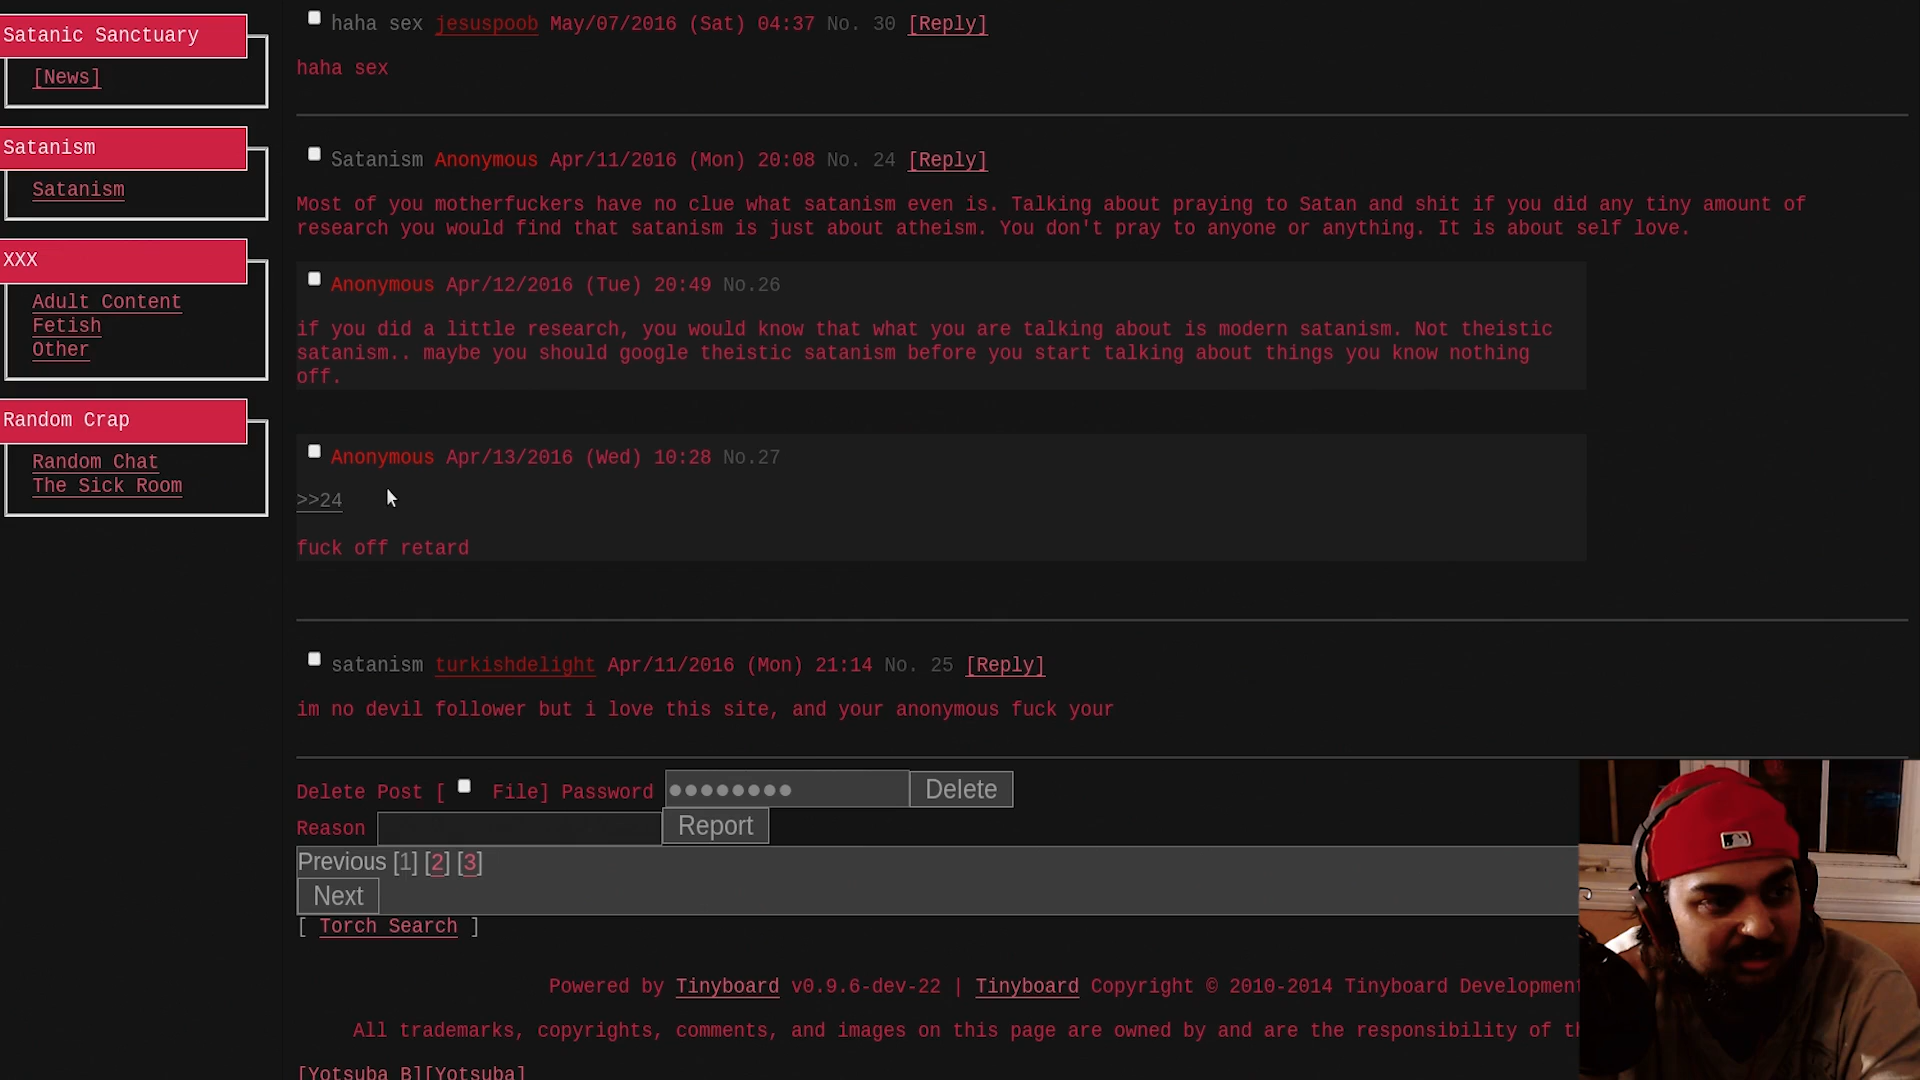 Satanic Sanctuary
[News]
Satanism
Satanism
XXX
Adult Content
Fetish
Other
Random Crap
Random Chat
The Sick Room
haha sex jesuspoob May/07/2016 (Sat) 04:37 No. 30 [Reply]
haha sex
Satanism Anonymous Apr/11/2016 (Mon) 20:08 No. 24 [Reply]
Most of you motherfuckers have no clue what satanism even is. Talking about praying to Satan and shit if you did any tiny amount of
research you would find that satanism is just about atheism. You don't pray to anyone or anything. It is about self love.
Anonymous Apr/12/2016 (Tue) 20:49 No.26
if you did a little research, you would know that what you are talking about is modern satanism. Not theistic
satanism.. maybe you should google theistic satanism before you start talking about things you know nothing
off.
Anonymous Apr/13/2016 (Wed) 10:28 No.27
>>24
fuck off retard
satanism turkishdelight Apr/11/2016 (Mon) 21:14 No. 25 [Reply]
im no devil follower but i love this site, and your anonymous fuck your
Delete Post [ File] Password ●●●●●●●● Delete
Reason Report
Previous [1] [2] [3]
Next
[ Torch Search ]
Powered by Tinyboard v0.9.6-dev-22 | Tinyboard Copyright © 2010-2014 Tinyboard Development
All trademarks, copyrights, comments, and images on this page are owned by and are the responsibility of
[Yotsuba B][Yotsuba]